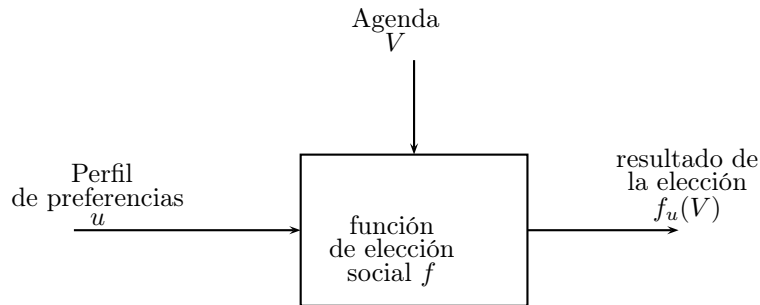 Agenda
V
Perfil
de preferencias
u
función
de elección
social f
resultado de
la elección
f_u(V)